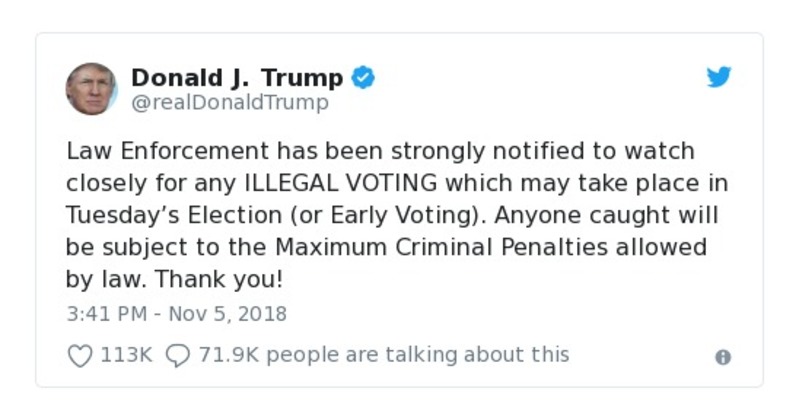 Donald J. Trump
@realDonaldTrump
Law Enforcement has been strongly notified to watch
closely for any ILLEGAL VOTING which may take place in
Tuesday’s Election (or Early Voting). Anyone caught will
be subject to the Maximum Criminal Penalties allowed
by law. Thank you!
3:41 PM - Nov 5, 2018
113K 71.9K people are talking about this